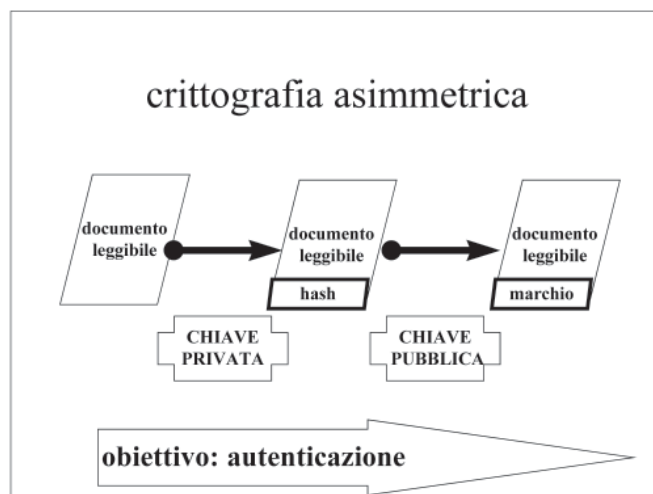 crittografia asimmetrica
documento
leggibile
documento
leggibile
hash
documento
leggibile
marchio
CHIAVE
PRIVATA
CHIAVE
PUBBLICA
obiettivo: autenticazione